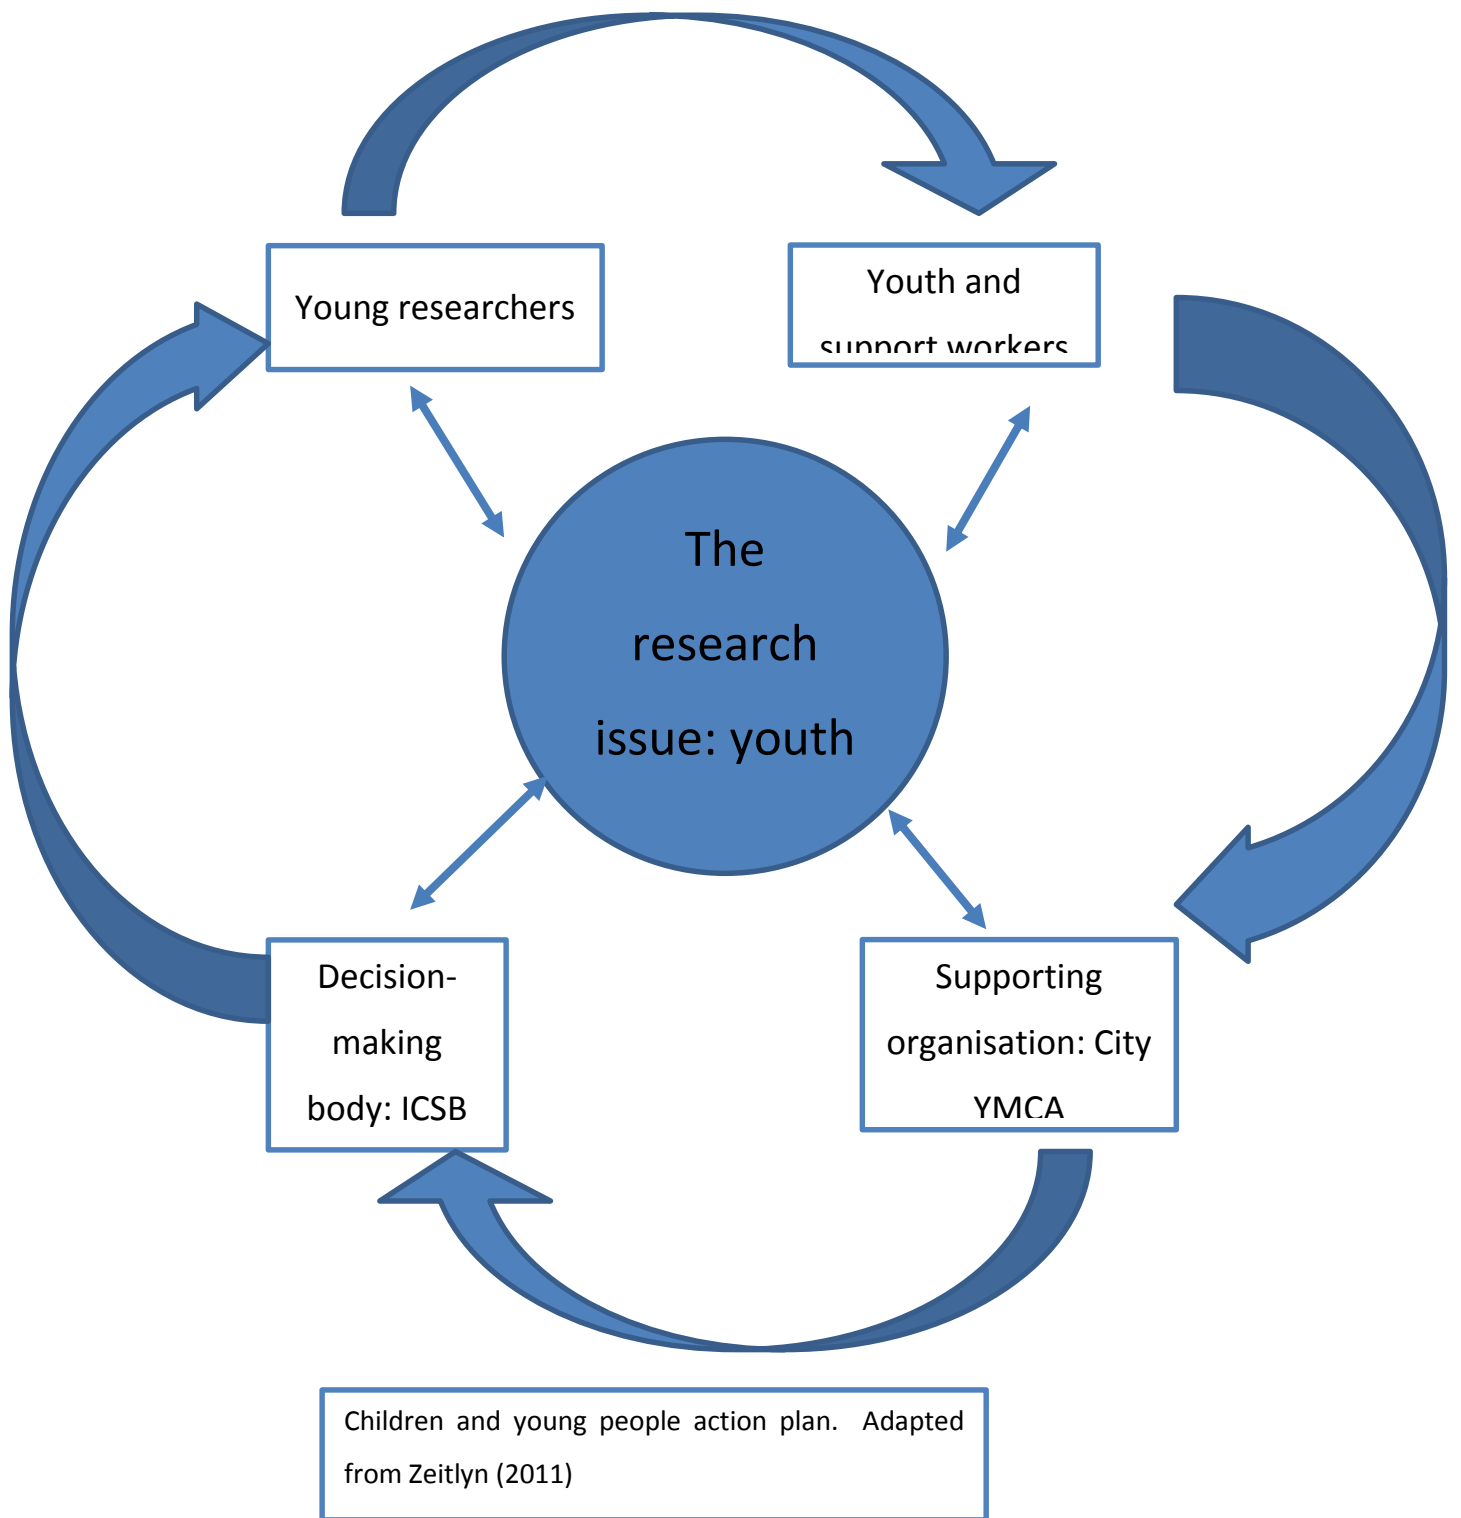 Young researchers
Youth and
support workers
The
research
issue: youth
Decision-
making
body: ICSB
Supporting
organisation: City
YMCA
Children and young people action plan. Adapted
from Zeitlyn (2011)